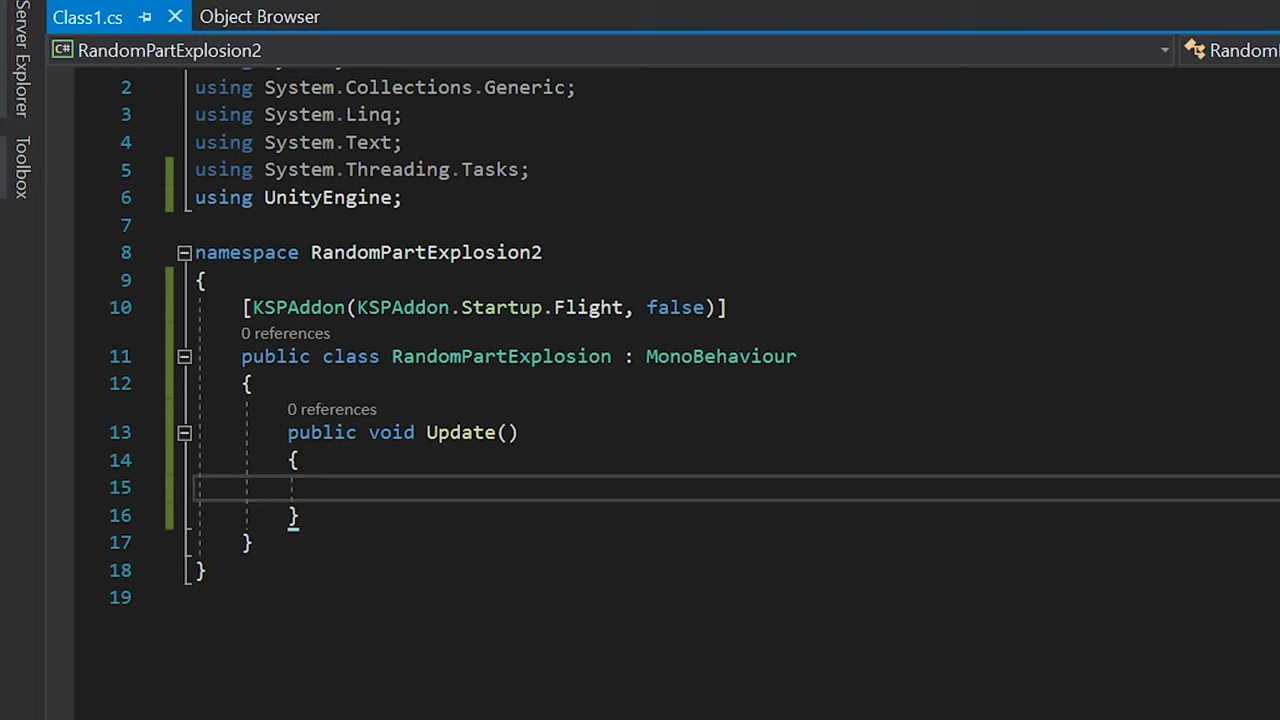 Server Explorer
Toolbox
Class1.cs
Object Browser
RandomPartExplosion2
2 using System.Collections.Generic;
3 using System.Linq;
4 using System.Text;
5 using System.Threading.Tasks;
6 using UnityEngine;
7
8 namespace RandomPartExplosion2
9 {
10 [KSPAddon(KSPAddon.Startup.Flight, false)]
0 references
11 public class RandomPartExplosion : MonoBehaviour
12 {
0 references
13 public void Update()
14 {
15
16 }
17 }
18 }
19